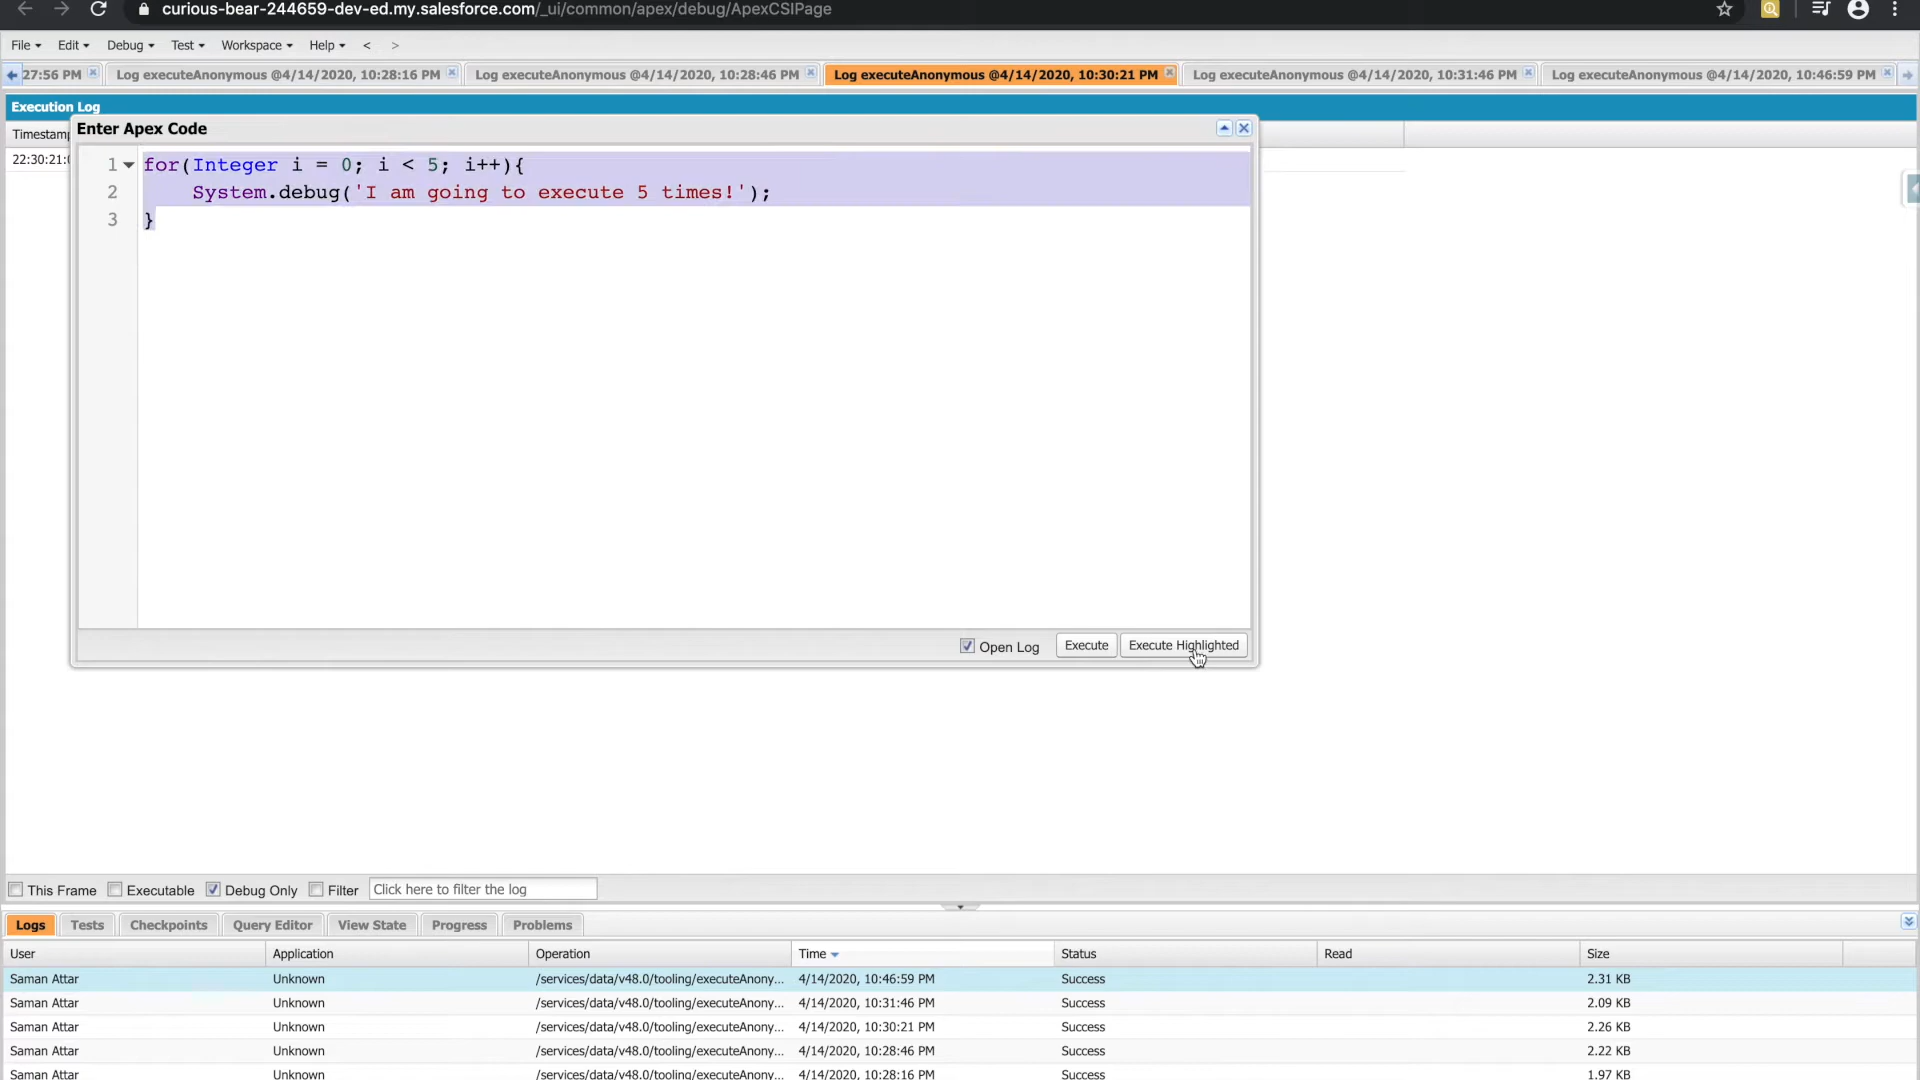 curious-bear-244659-dev-ed.my.salesforce.com/_ui/common/apex/debug/ApexCSIPage
File Edit Debug Test Workspace Help < >
27:56 PM Log executeAnonymous @4/14/2020, 10:28:16 PM Log executeAnonymous @4/14/2020, 10:28:46 PM Log executeAnonymous @4/14/2020, 10:30:21 PM Log executeAnonymous @4/14/2020, 10:31:46 PM Log executeAnonymous @4/14/2020, 10:46:59 PM
Execution Log
Timestamp
22:30:21:
Enter Apex Code
1 for(Integer i = 0; i < 5; i++){
2 System.debug('I am going to execute 5 times!');
3 }
Open Log Execute Execute Highlighted
This Frame Executable Debug Only Filter Click here to filter the log
Logs Tests Checkpoints Query Editor View State Progress Problems
User Application Operation Time Status Read Size
Saman Attar Unknown /services/data/v48.0/tooling/executeAnony... 4/14/2020, 10:46:59 PM Success 2.31 KB
Saman Attar Unknown /services/data/v48.0/tooling/executeAnony... 4/14/2020, 10:31:46 PM Success 2.09 KB
Saman Attar Unknown /services/data/v48.0/tooling/executeAnony... 4/14/2020, 10:30:21 PM Success 2.26 KB
Saman Attar Unknown /services/data/v48.0/tooling/executeAnony... 4/14/2020, 10:28:46 PM Success 2.22 KB
Saman Attar Unknown /services/data/v48.0/tooling/executeAnony... 4/14/2020, 10:28:16 PM Success 1.97 KB